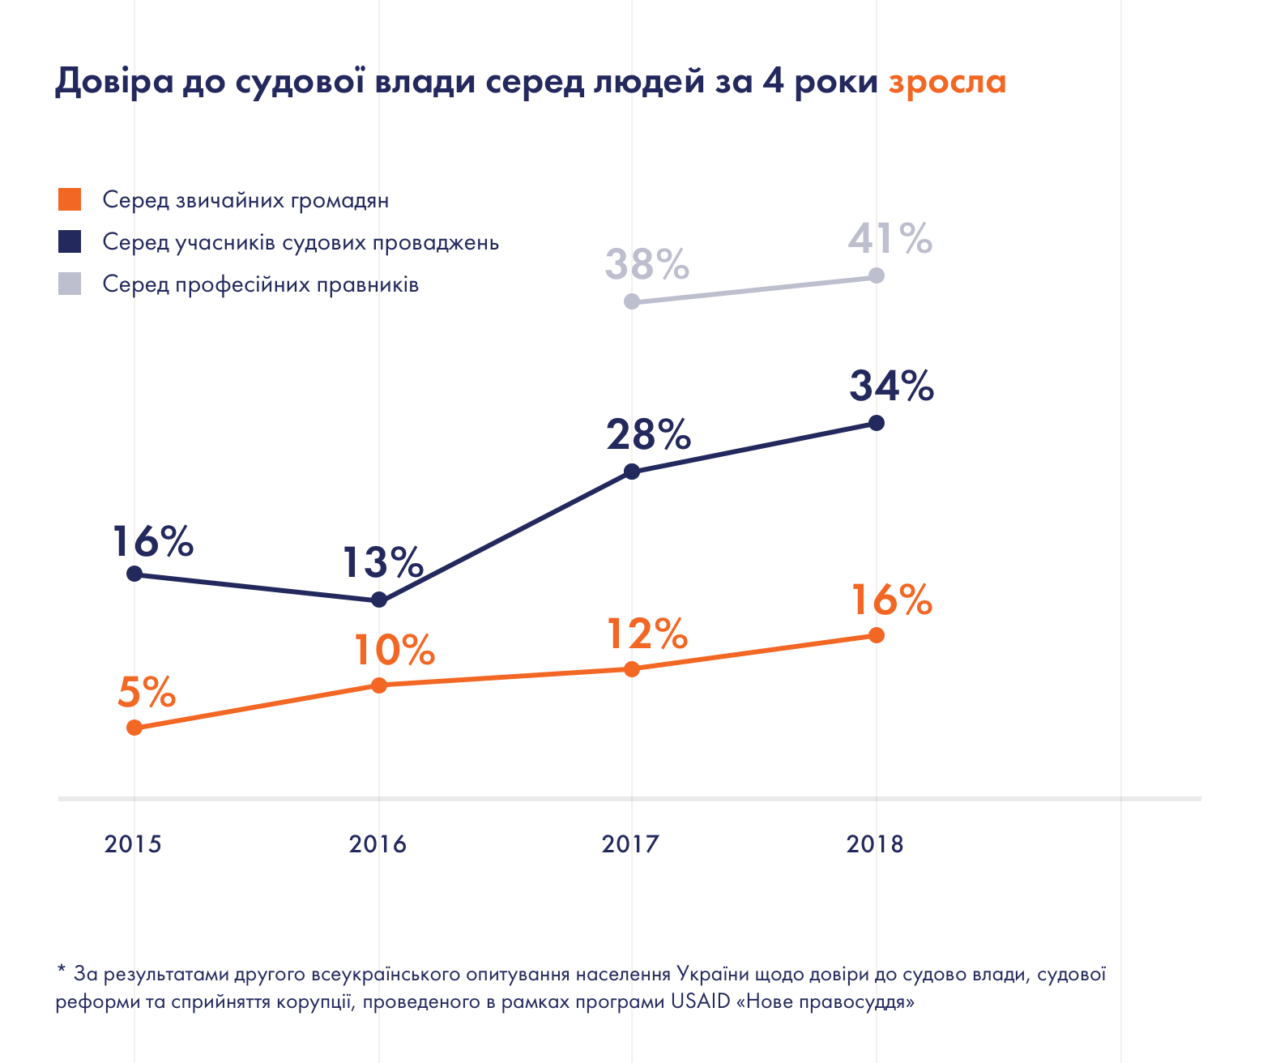 Довіра до судової влади серед людей за 4 роки зросла
Серед звичайних громадян
Серед учасників судових проваджень
Серед професійних правників
38%
41%
34%
28%
16%
13%
16%
12%
10%
5%
2015
2016
2017
2018
* За результатами другого всеукраїнського опитування населення України щодо довіри до судово влади, судової
реформи та сприйняття корупції, проведеного в рамках програми USAID «Нове правосуддя»